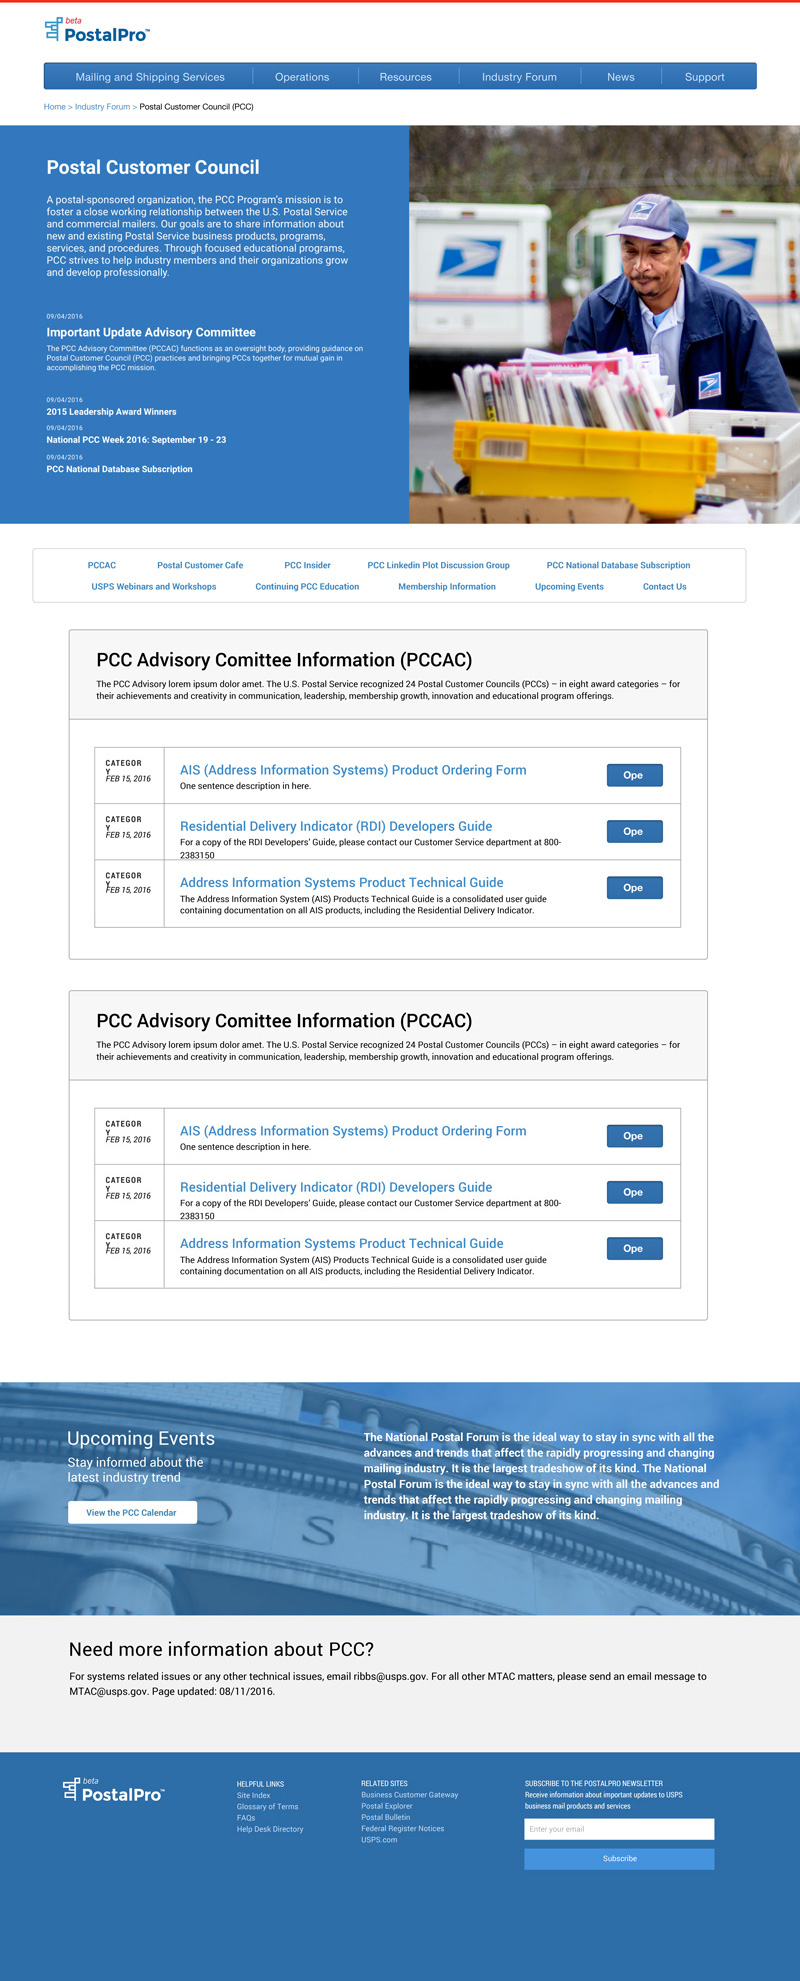 beta
PostalPro™
Mailing and Shipping Services
Operations
Resources
Industry Forum
News
Support
Home > Industry Forum > Postal Customer Council (PCC)
Postal Customer Council
A postal-sponsored organization, the PCC Program's mission is to
foster a close working relationship between the U.S. Postal Service
and commercial mailers. Our goals are to share information about
new and existing Postal Service business products, programs,
services, and procedures. Through focused educational programs,
PCC strives to help industry members and their organizations grow
and develop professionally.
09/04/2016
Important Update Advisory Committee
The PCC Advisory Committee (PCCAC) functions as an oversight body, providing guidance on
Postal Customer Council (PCC) practices and bringing PCCs together for mutual gain in
accomplishing the PCC mission.
09/04/2016
2015 Leadership Award Winners
09/04/2016
National PCC Week 2016: September 19 - 23
09/04/2016
PCC National Database Subscription
PCCAC
Postal Customer Cafe
PCC Insider
PCC Linkedin Plot Discussion Group
PCC National Database Subscription
USPS Webinars and Workshops
Continuing PCC Education
Membership Information
Upcoming Events
Contact Us
PCC Advisory Comittee Information (PCCAC)
The PCC Advisory lorem ipsum dolor amet. The U.S. Postal Service recognized 24 Postal Customer Councils (PCCs) – in eight award categories – for
their achievements and creativity in communication, leadership, membership growth, innovation and educational program offerings.
CATEGOR
Y
FEB 15, 2016
AIS (Address Information Systems) Product Ordering Form
One sentence description in here.
Ope
CATEGOR
Y
FEB 15, 2016
Residential Delivery Indicator (RDI) Developers Guide
For a copy of the RDI Developers' Guide, please contact our Customer Service department at 800-
2383150
Ope
CATEGOR
Y
FEB 15, 2016
Address Information Systems Product Technical Guide
The Address Information System (AIS) Products Technical Guide is a consolidated user guide
containing documentation on all AIS products, including the Residential Delivery Indicator.
Ope
PCC Advisory Comittee Information (PCCAC)
The PCC Advisory lorem ipsum dolor amet. The U.S. Postal Service recognized 24 Postal Customer Councils (PCCs) – in eight award categories – for
their achievements and creativity in communication, leadership, membership growth, innovation and educational program offerings.
CATEGOR
Y
FEB 15, 2016
AIS (Address Information Systems) Product Ordering Form
One sentence description in here.
Ope
CATEGOR
Y
FEB 15, 2016
Residential Delivery Indicator (RDI) Developers Guide
For a copy of the RDI Developers' Guide, please contact our Customer Service department at 800-
2383150
Ope
CATEGOR
Y
FEB 15, 2016
Address Information Systems Product Technical Guide
The Address Information System (AIS) Products Technical Guide is a consolidated user guide
containing documentation on all AIS products, including the Residential Delivery Indicator.
Ope
Upcoming Events
Stay informed about the
latest industry trend
View the PCC Calendar
The National Postal Forum is the ideal way to stay in sync with all the
advances and trends that affect the rapidly progressing and changing
mailing industry. It is the largest tradeshow of its kind. The National
Postal Forum is the ideal way to stay in sync with all the advances and
trends that affect the rapidly progressing and changing mailing
industry. It is the largest tradeshow of its kind.
POST
Need more information about PCC?
For systems related issues or any other technical issues, email ribbs@usps.gov. For all other MTAC matters, please send an email message to
MTAC@usps.gov. Page updated: 08/11/2016.
beta
PostalPro™
HELPFUL LINKS
Site Index
Glossary of Terms
FAQs
Help Desk Directory
RELATED SITES
Business Customer Gateway
Postal Explorer
Postal Bulletin
Federal Register Notices
USPS.com
SUBSCRIBE TO THE POSTALPRO NEWSLETTER
Receive information about important updates to USPS
business mail products and services
Enter your email
Subscribe